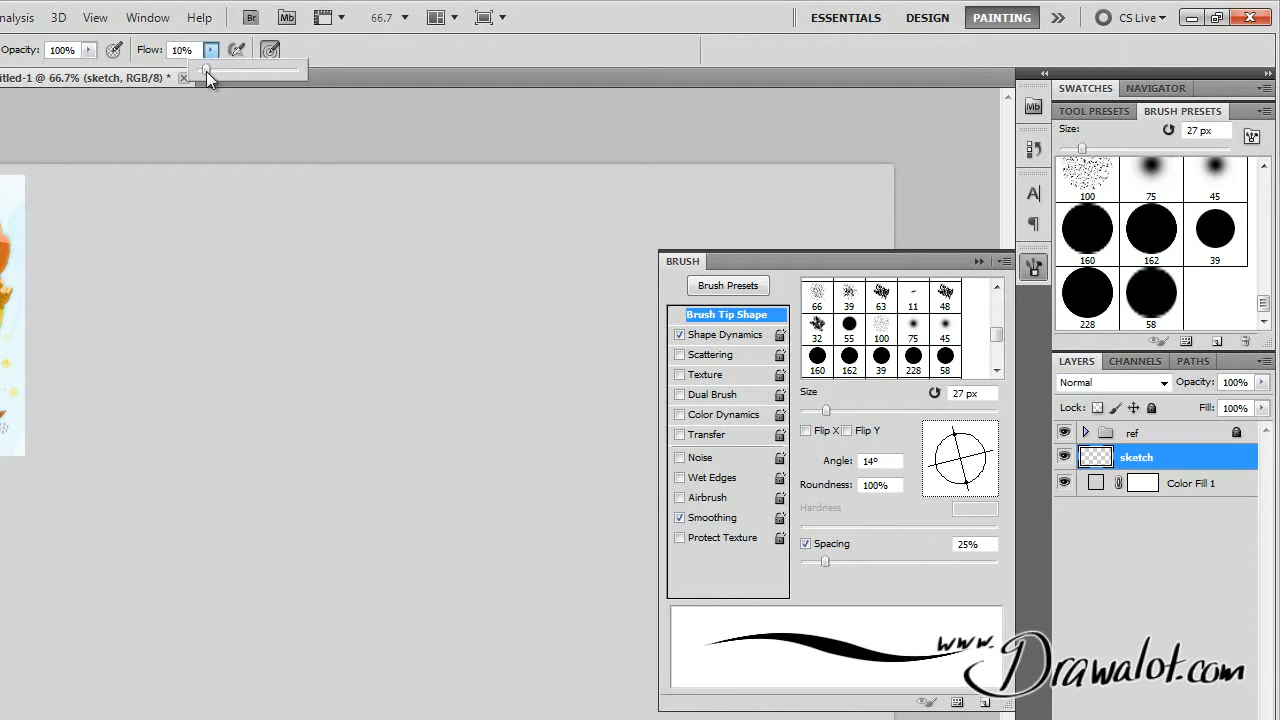 nalysis 3D View Window Help Br Mb 66.7 ESSENTIALS DESIGN PAINTING CS Live
Opacity: 100% Flow: 10%
titled-1 @ 66.7% (sketch, RGB/8) *
SWATCHES NAVIGATOR
Mb
TOOL PRESETS BRUSH PRESETS
Size: 27 px
100 75 45
160 162 39
228 58
BRUSH
Brush Presets
66 39 63 11 48
32 55 100 75 45
160 162 39 228 58
Brush Tip Shape
Shape Dynamics
Scattering
Texture
Dual Brush
Color Dynamics
Transfer
Noise
Wet Edges
Airbrush
Smoothing
Protect Texture
Size 27 px
Flip X Flip Y
Angle: 14º
Roundness: 100%
Hardness
Spacing 25%
LAYERS CHANNELS PATHS
Normal Opacity: 100%
Lock: Fill: 100%
ref
sketch
Color Fill 1
www.
Drawalot.com